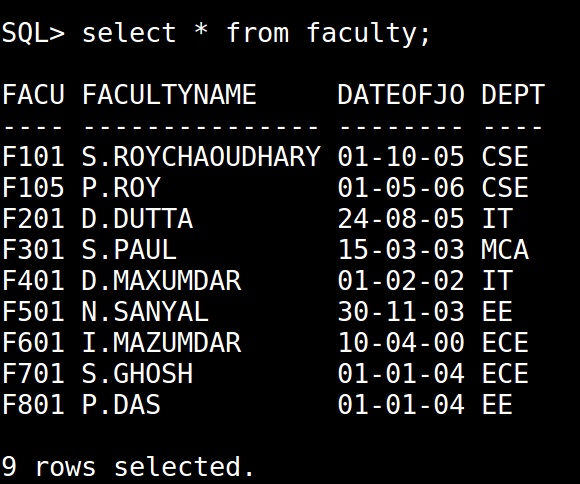 SQL> select * from faculty;
FACU FACULTYNAME     DATEOFJO DEPT
---- --------------- -------- ----
F101 S.ROYCHAOUDHARY 01-10-05 CSE
F105 P.ROY           01-05-06 CSE
F201 D.DUTTA         24-08-05 IT
F301 S.PAUL          15-03-03 MCA
F401 D.MAXUMDAR      01-02-02 IT
F501 N.SANYAL        30-11-03 EE
F601 I.MAZUMDAR      10-04-00 ECE
F701 S.GHOSH         01-01-04 ECE
F801 P.DAS           01-01-04 EE
9 rows selected.